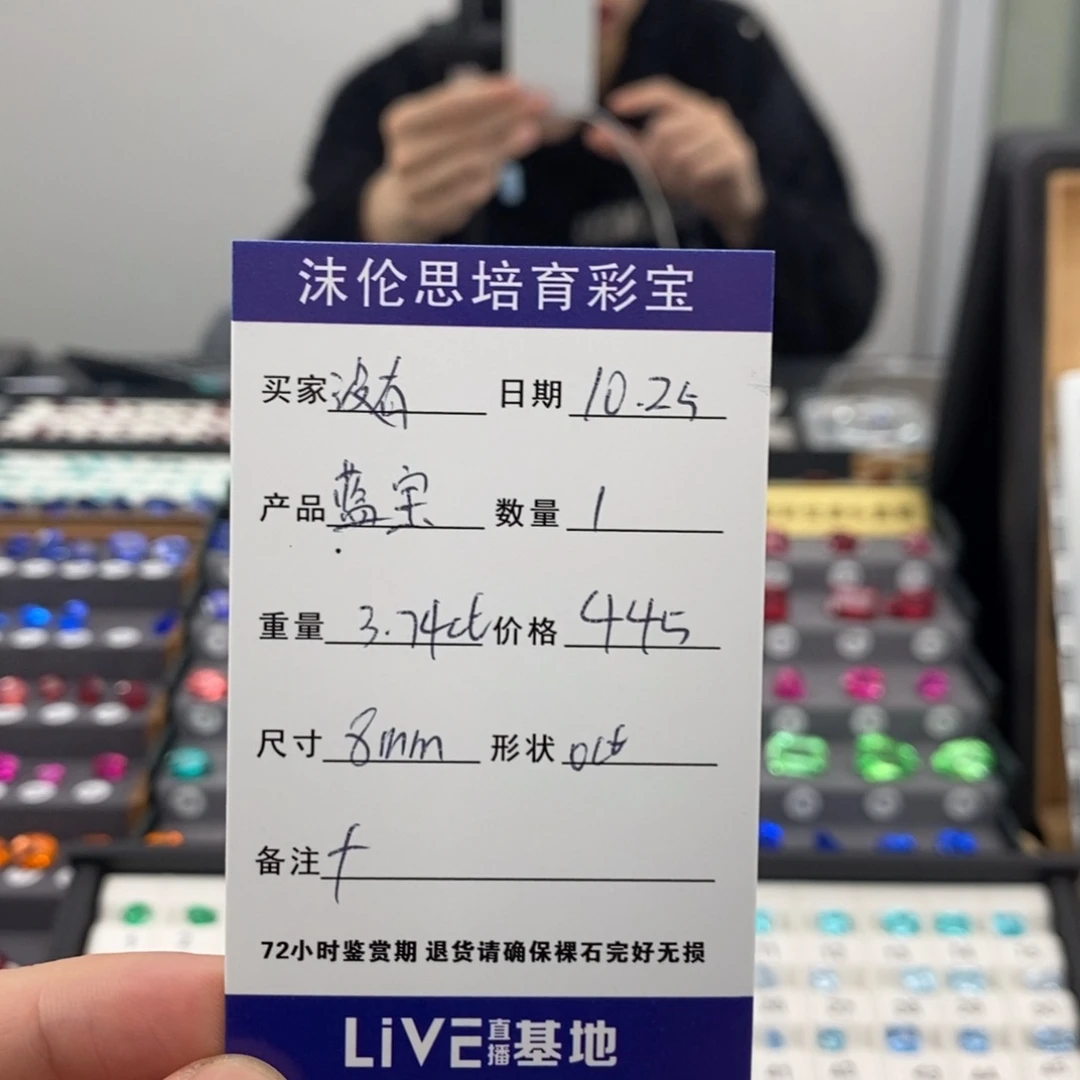 沫伦思培育彩宝
买家 没有 日期 10.25
产品 蓝宝 数量 1
重量 3.74ct 价格 445
尺寸 8mm 形状 oct
备注 f
72小时鉴赏期 退货请确保裸石完好无损
LiVE直播基地